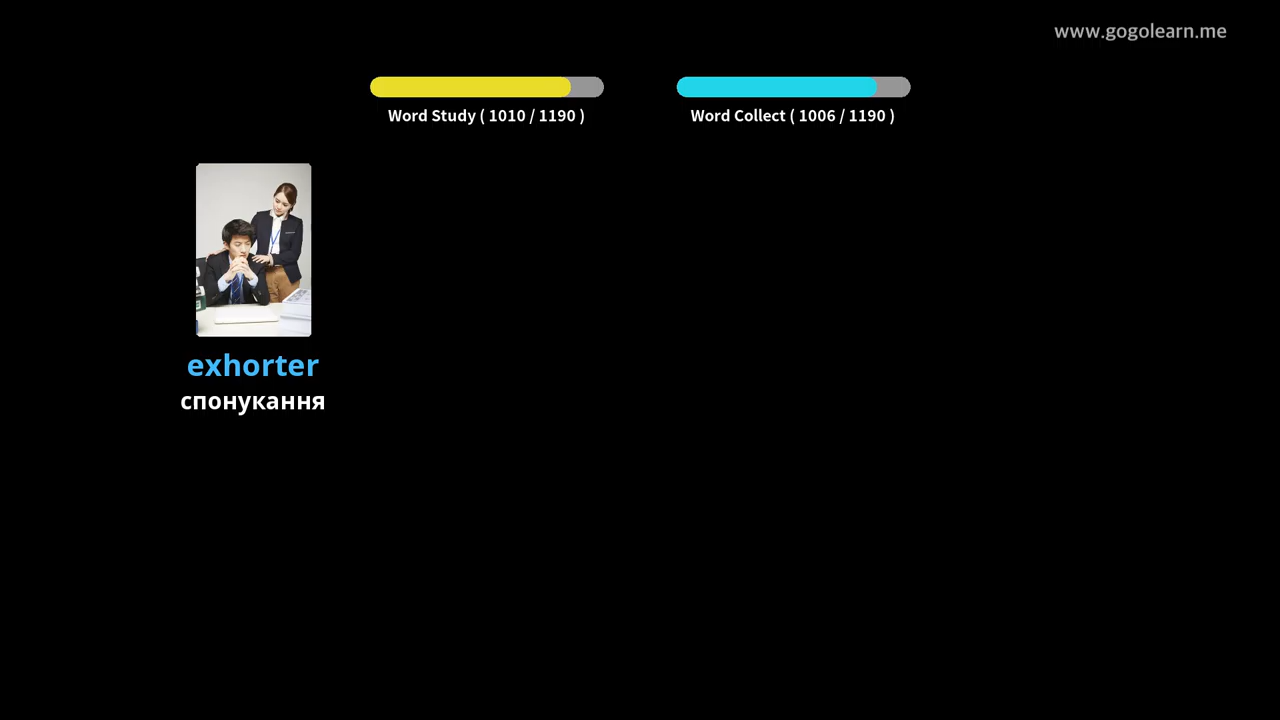 www.gogolearn.me
Word Study ( 1010 / 1190 )
Word Collect ( 1006 / 1190 )
exhorter
спонукання